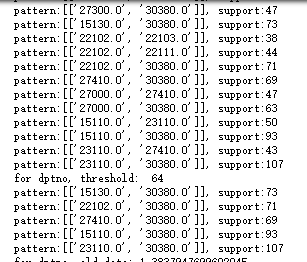 pattern:[['27300.0', '30380.0']], support:47
pattern:[['15130.0', '30380.0']], support:73
pattern:[['22102.0', '22103.0']], support:38
pattern:[['22102.0', '22111.0']], support:44
pattern:[['22102.0', '30380.0']], support:71
pattern:[['27410.0', '30380.0']], support:69
pattern:[['27000.0', '27410.0']], support:47
pattern:[['27000.0', '30380.0']], support:63
pattern:[['15110.0', '23110.0']], support:50
pattern:[['15110.0', '30380.0']], support:93
pattern:[['23110.0', '27410.0']], support:43
pattern:[['23110.0', '30380.0']], support:107
for dptno, threshold: 64
pattern:[['15130.0', '30380.0']], support:73
pattern:[['22102.0', '30380.0']], support:71
pattern:[['27410.0', '30380.0']], support:69
pattern:[['15110.0', '30380.0']], support:93
pattern:[['23110.0', '30380.0']], support:107